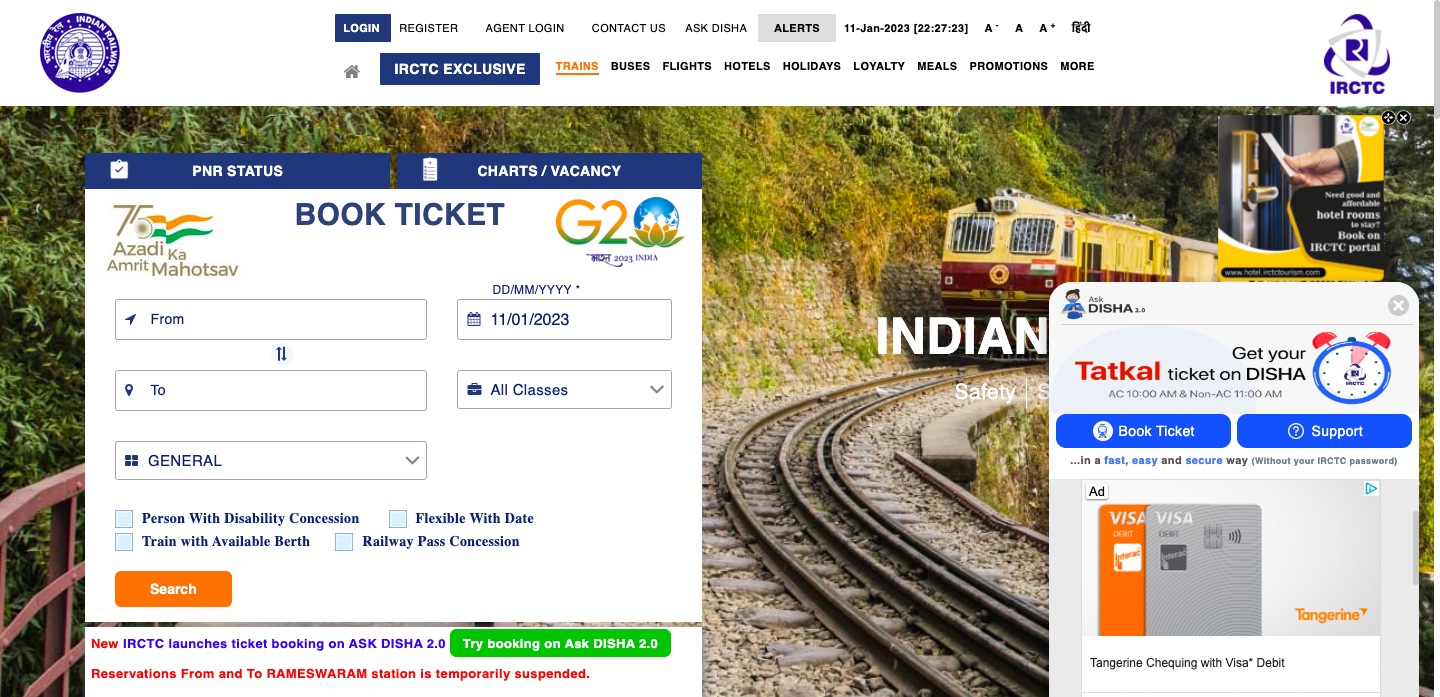 LOGIN REGISTER AGENT LOGIN CONTACT US ASK DISHA ALERTS 11-Jan-2023 [22:27:23] A - A A + हिंदी
IRCTC EXCLUSIVE TRAINS BUSES FLIGHTS HOTELS HOLIDAYS LOYALTY MEALS PROMOTIONS MORE
भारतीय रेल INDIAN RAILWAYS
IRCTC
PNR STATUS
CHARTS / VACANCY
75
Azadi Ka
Amrit Mahotsav
BOOK TICKET
G20
भारत 2023 INDIA
DD/MM/YYYY *
From
11/01/2023
To
All Classes
GENERAL
Person With Disability Concession
Flexible With Date
Train with Available Berth
Railway Pass Concession
Search
New IRCTC launches ticket booking on ASK DISHA 2.0 Try booking on Ask DISHA 2.0
Reservations From and To RAMESWARAM station is temporarily suspended.
INDIAN
Safety
Need good and
affordable
hotel rooms
to stay?
Book on
IRCTC portal
www.hotel.irctctourism.com
Ask
DISHA 2.0
Get your
Tatkal ticket on DISHA
AC 10:00 AM & Non-AC 11:00 AM
IRCTC
Book Ticket
Support
...in a fast, easy and secure way (Without your IRCTC password)
Ad
VISA
DEBIT
Interac
VISA
DEBIT
Interac
Tangerine
Tangerine Chequing with Visa* Debit